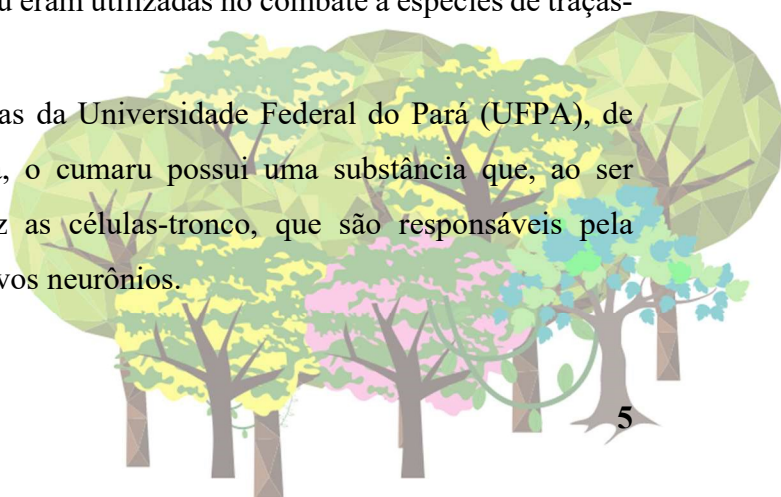 eram utilizadas no combate a espécies de traças-
as da Universidade Federal do Pará (UFPA), de
o cumaru possui uma substância que, ao ser
as células-tronco, que são responsáveis pela
vos neurônios.
5